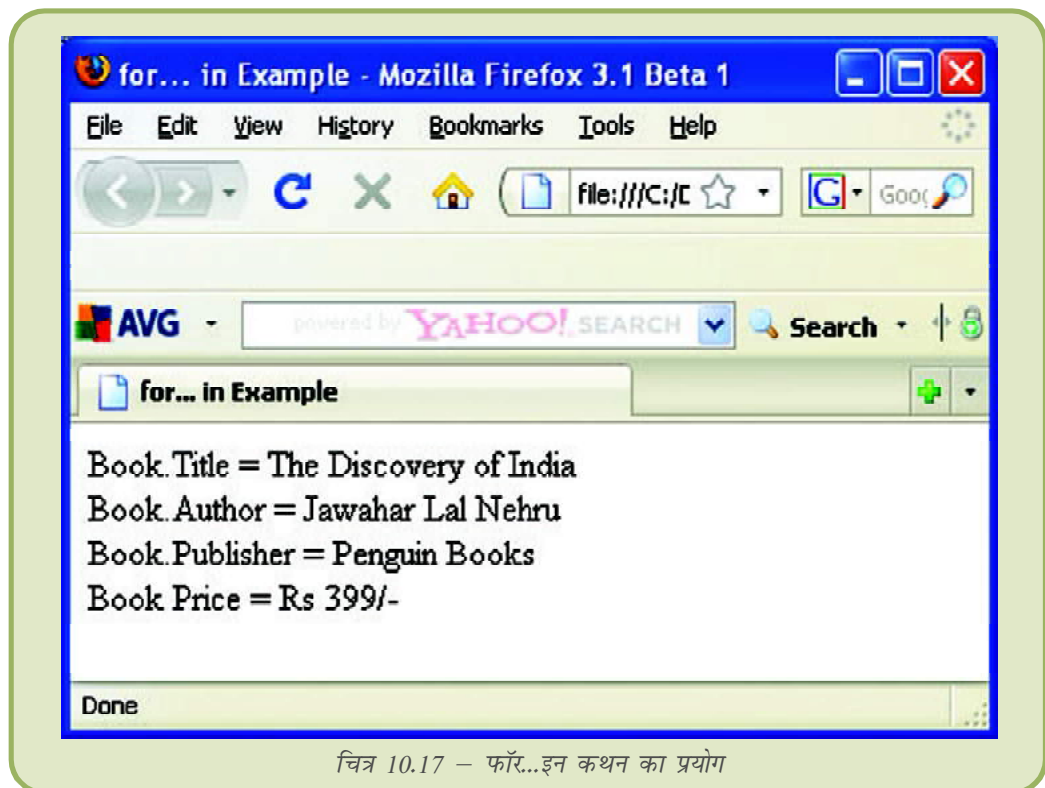 for... in Example - Mozilla Firefox 3.1 Beta 1
File Edit View History Bookmarks Tools Help
file:///C:/D G Goo
AVG powered by YAHOO! SEARCH Search
for... in Example
Book.Title = The Discovery of India
Book.Author = Jawahar Lal Nehru
Book.Publisher = Penguin Books
Book.Price = Rs 399/-
Done
चित्र 10.17 – फॉर...इन कथन का प्रयोग